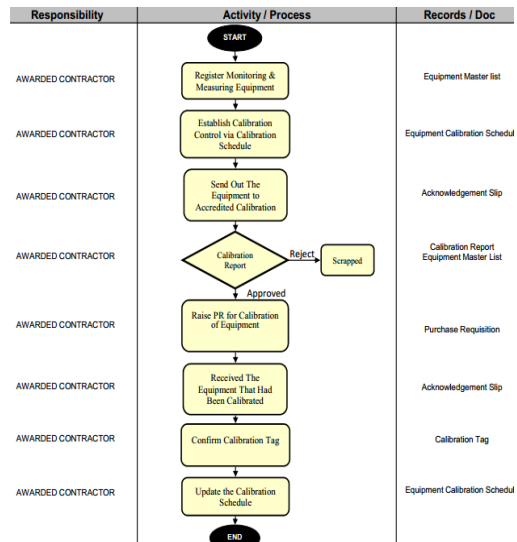 Responsibility
Activity / Process
Records / Doc
START
AWARDED CONTRACTOR
Register Monitoring &
Measuring Equipment
Equipment Master list
AWARDED CONTRACTOR
Establish Calibration
Control via Calibration
Schedule
Equipment Calibration Schedul
AWARDED CONTRACTOR
Send Out The
Equipment to
Accredited Calibration
Acknowledgement Slip
AWARDED CONTRACTOR
Calibration
Report
Reject
Scrapped
Calibration Report
Equipment Master List
Approved
AWARDED CONTRACTOR
Raise PR for Calibration
of Equipment
Purchase Requisition
AWARDED CONTRACTOR
Received The
Equipment That Had
Been Calibrated
Acknowledgement Slip
AWARDED CONTRACTOR
Confirm Calibration Tag
Calibration Tag
AWARDED CONTRACTOR
Update the Calibration
Schedule
Equipment Calibration Schedul
END